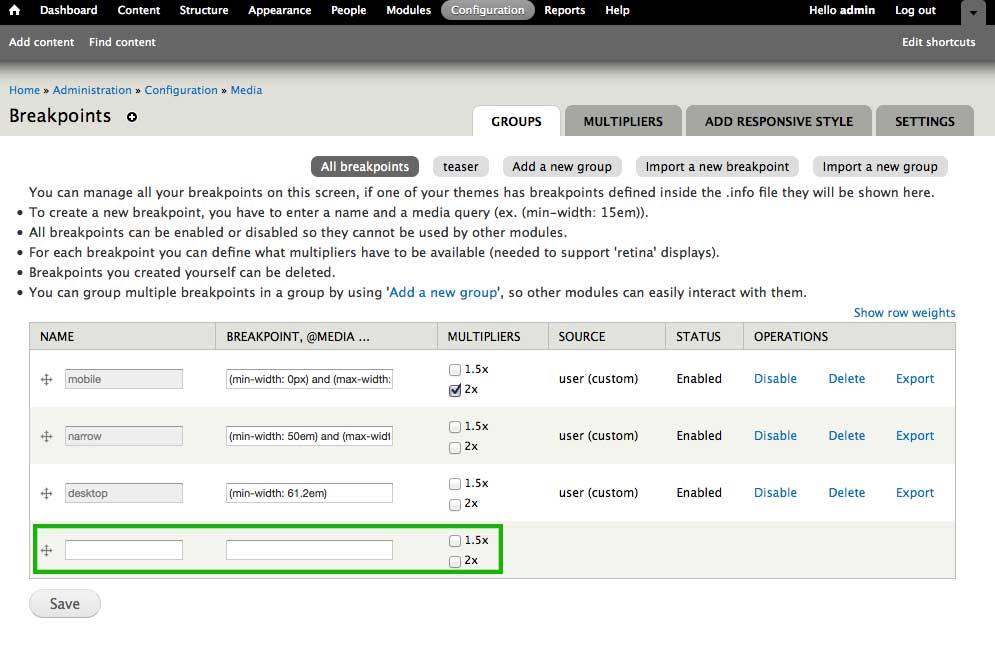 Dashboard Content Structure Appearance People Modules Configuration Reports Help Hello admin Log out
Add content Find content Edit shortcuts
Home » Administration » Configuration » Media
Breakpoints
GROUPS MULTIPLIERS ADD RESPONSIVE STYLE SETTINGS
All breakpoints teaser Add a new group Import a new breakpoint Import a new group
You can manage all your breakpoints on this screen, if one of your themes has breakpoints defined inside the .info file they will be shown here.
• To create a new breakpoint, you have to enter a name and a media query (ex. (min-width: 15em)).
• All breakpoints can be enabled or disabled so they cannot be used by other modules.
• For each breakpoint you can define what multipliers have to be available (needed to support 'retina' displays).
• Breakpoints you created yourself can be deleted.
• You can group multiple breakpoints in a group by using 'Add a new group', so other modules can easily interact with them.
Show row weights
NAME BREAKPOINT, @MEDIA ... MULTIPLIERS SOURCE STATUS OPERATIONS
1.5x
mobile (min-width: 0px) and (max-width: user (custom) Enabled Disable Delete Export
2x
1.5x
narrow (min-width: 50em) and (max-widt user (custom) Enabled Disable Delete Export
2x
1.5x
desktop (min-width: 61.2em) user (custom) Enabled Disable Delete Export
2x
1.5x
2x
Save